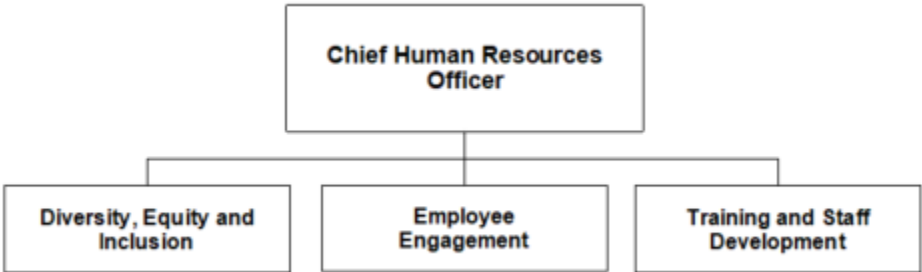 Chief Human Resources
Officer
Diversity, Equity and
Inclusion
Employee
Engagement
Training and Staff
Development